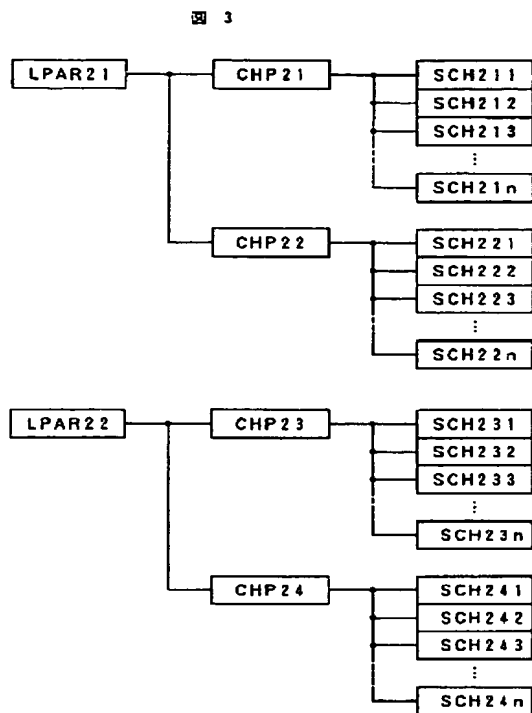 図 3
LPAR21 CHP21 SCH211
SCH212
SCH213
⋮
SCH21n
CHP22 SCH221
SCH222
SCH223
⋮
SCH22n
LPAR22 CHP23 SCH231
SCH232
SCH233
⋮
SCH23n
CHP24 SCH241
SCH242
SCH243
⋮
SCH24n